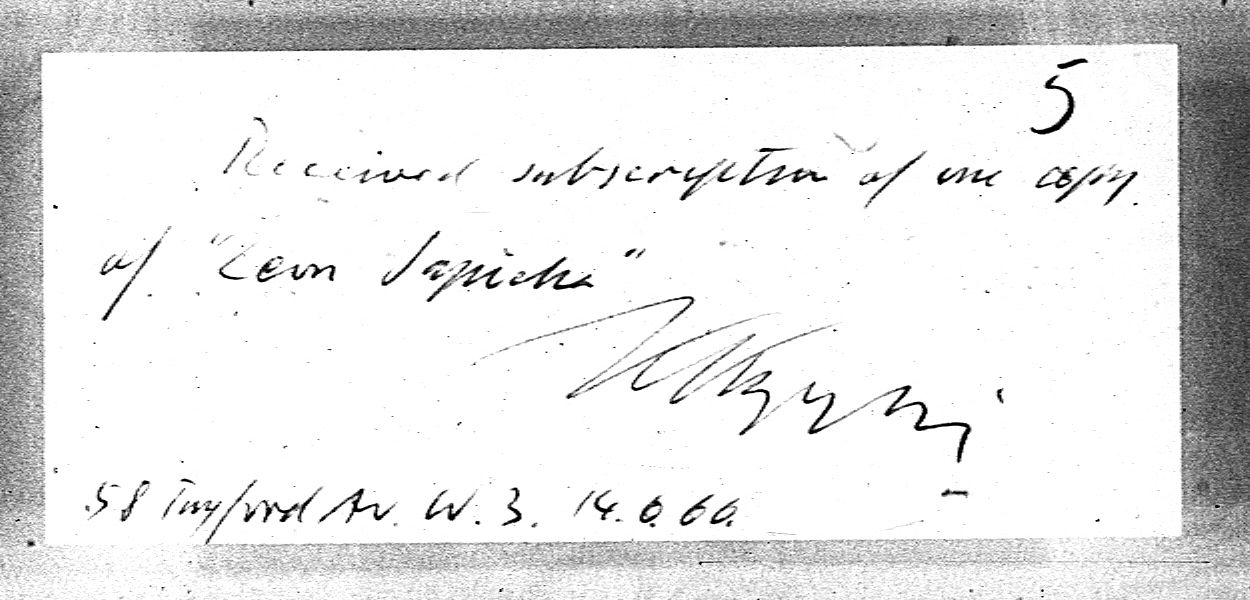 5
Received subscription of one copy
of "Leon Sapieha"
58 Twyford Av. W.3. 14.6.60.